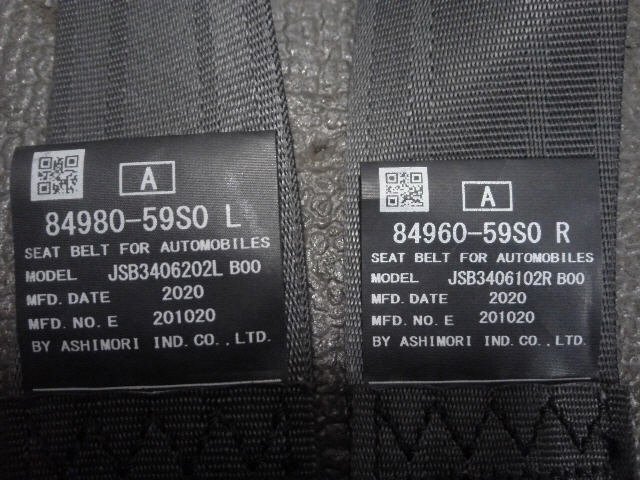 A
84980-59S0 L
SEAT BELT FOR AUTOMOBILES
MODEL JSB3406202L B00
MFD. DATE 2020
MFD. NO. E 201020
BY ASHIMORI IND. CO., LTD.
A
84960-59S0 R
SEAT BELT FOR AUTOMOBILES
MODEL JSB3406102R B00
MFD. DATE 2020
MFD. NO. E 201020
BY ASHIMORI IND. CO., LTD.